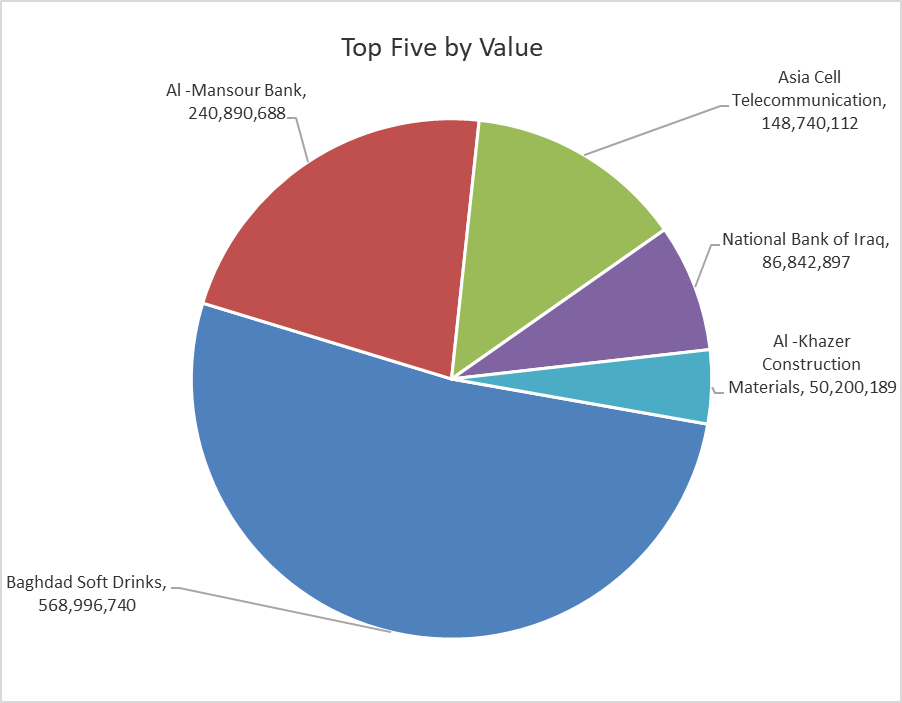 Top Five by Value
Al -Mansour Bank,
240,890,688
Asia Cell
Telecommunication,
148,740,112
National Bank of Iraq,
86,842,897
Al -Khazer
Construction
Materials, 50,200,189
Baghdad Soft Drinks,
568,996,740